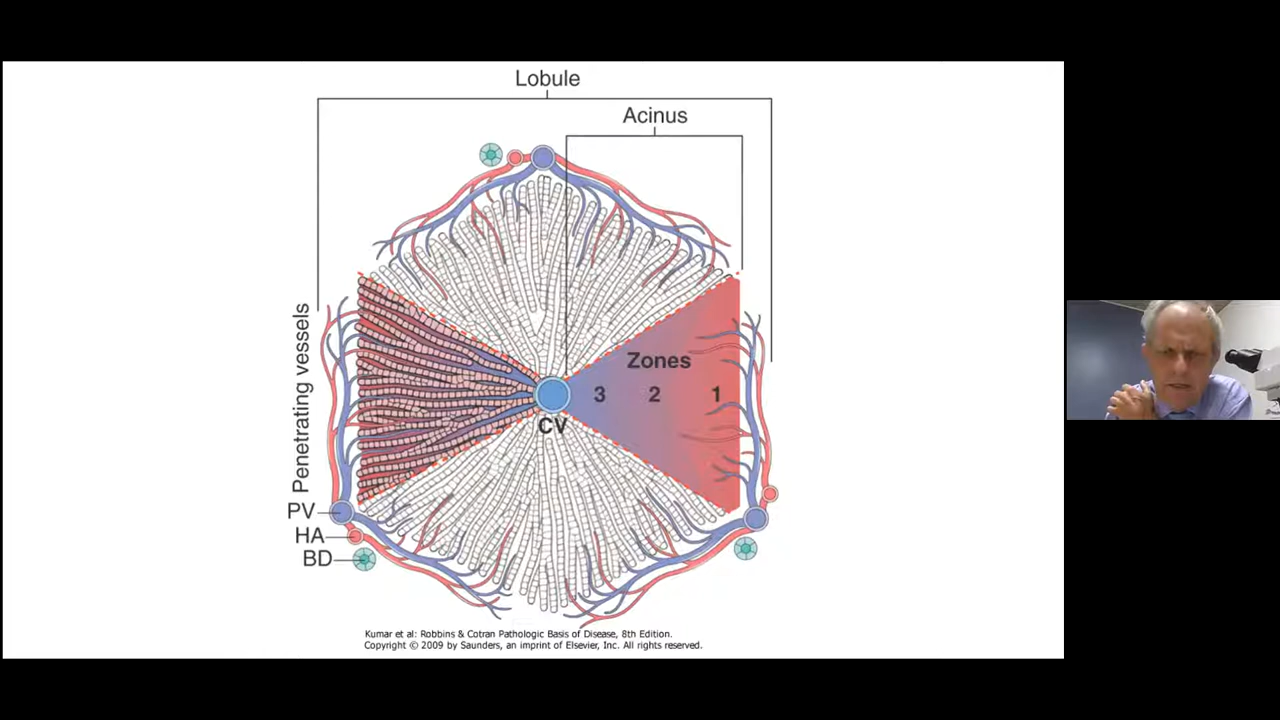 Lobule
Acinus
Penetrating vessels
Zones
3 2 1
CV
PV
HA
BD
Kumar et al: Robbins & Cotran Pathologic Basis of Disease, 8th Edition.
Copyright © 2009 by Saunders, an imprint of Elsevier, Inc. All rights reserved.